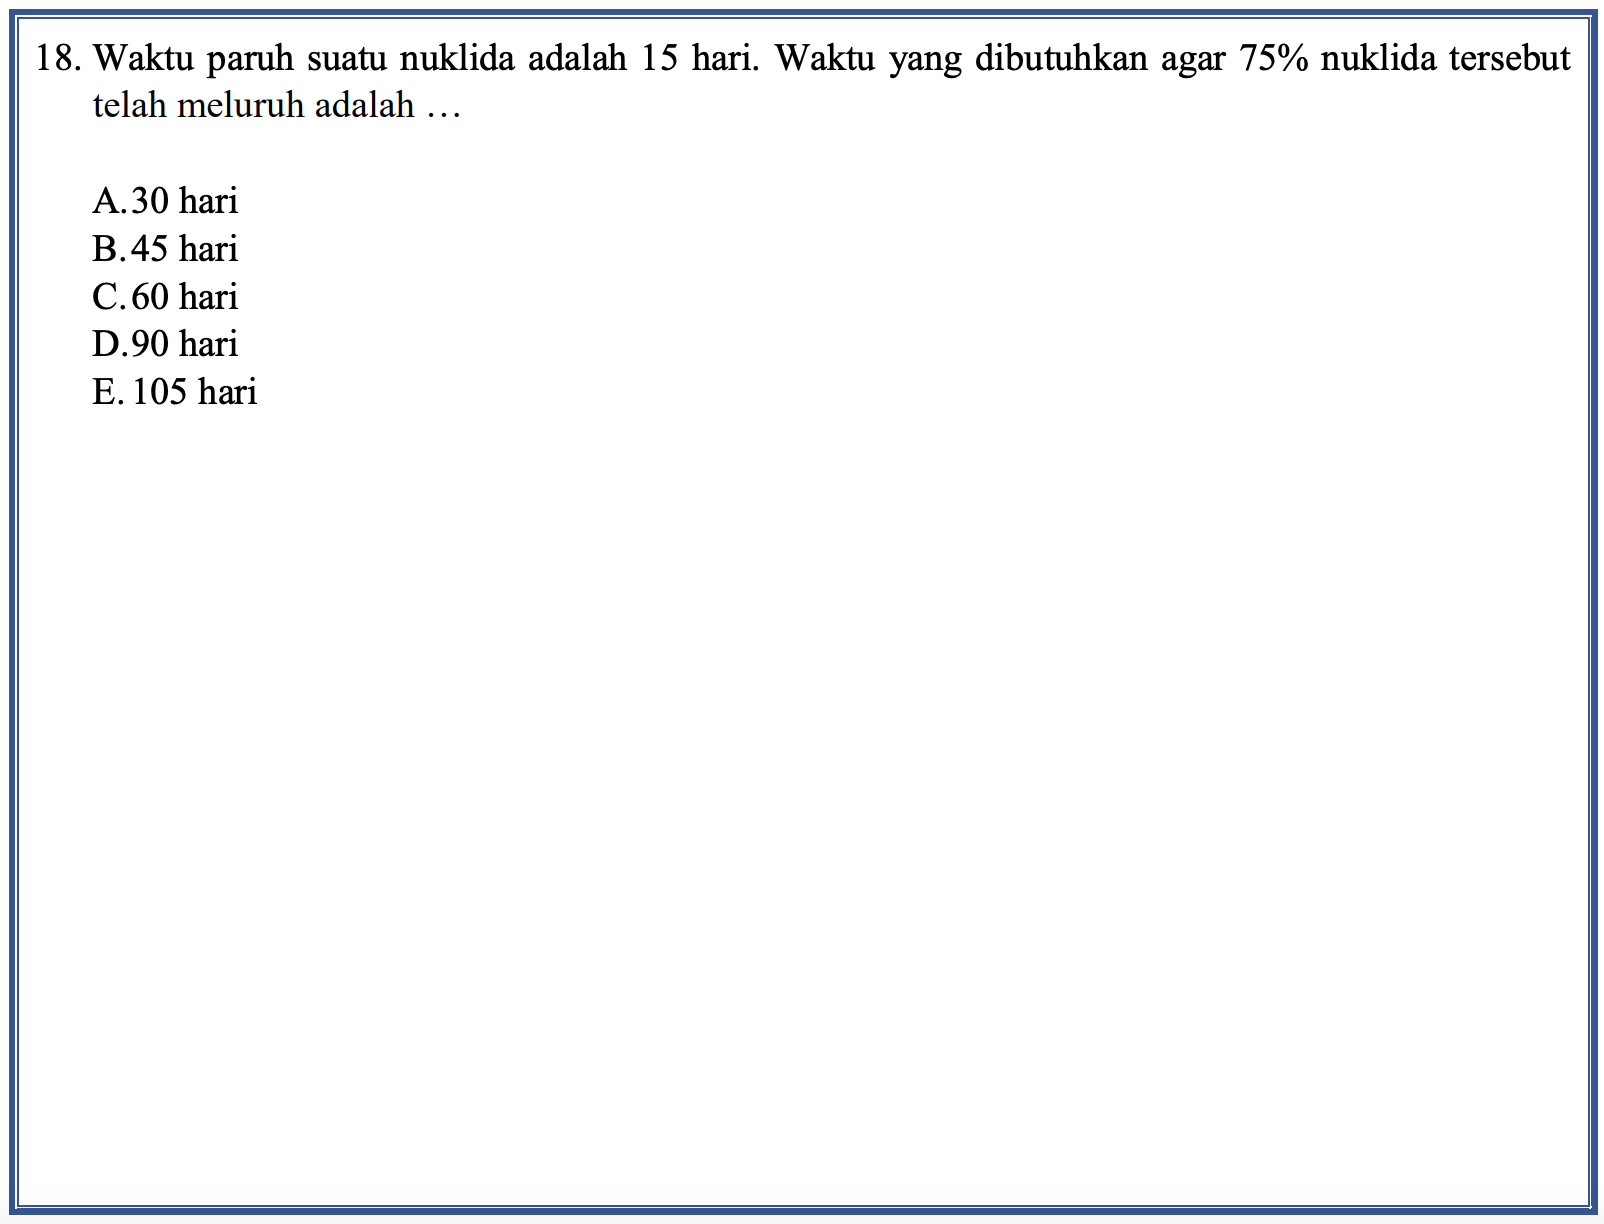 18. Waktu paruh suatu nuklida adalah 15 hari. Waktu yang dibutuhkan agar 75% nuklida tersebut
telah meluruh adalah …
A. 30 hari
B. 45 hari
C. 60 hari
D. 90 hari
E. 105 hari